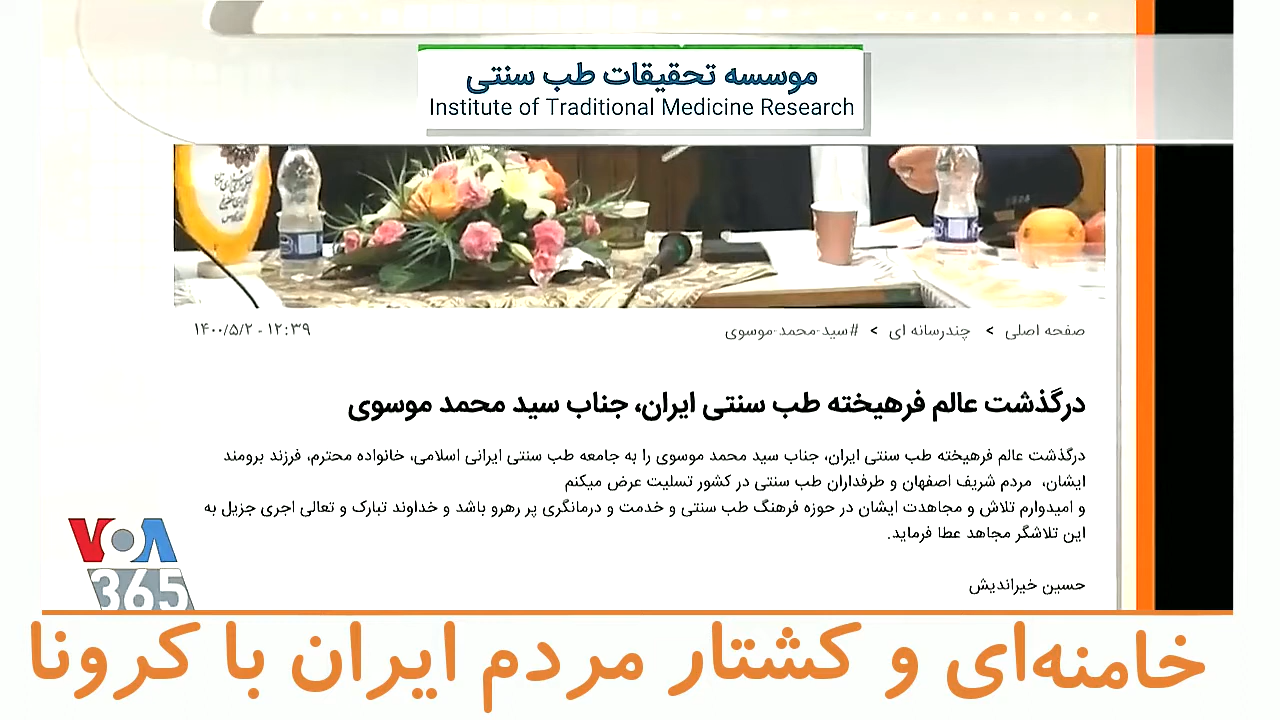 موسسه تحقیقات طب سنتی
Institute of Traditional Medicine Research
صفحه اصلی > چندرسانه ای > #سید-محمد-موسوی
۱۴۰۰/۵/۲ - ۱۲:۳۹
درگذشت عالم فرهیخته طب سنتی ایران، جناب سید محمد موسوی
درگذشت عالم فرهیخته طب سنتی ایران، جناب سید محمد موسوی را به جامعه طب سنتی ایرانی اسلامی، خانواده محترم، فرزند برومند
ایشان، مردم شریف اصفهان و طرفداران طب سنتی در کشور تسلیت عرض میکنم
و امیدوارم تلاش و مجاهدت ایشان در حوزه فرهنگ طب سنتی و خدمت و درمانگری پر رهرو باشد و خداوند تبارک و تعالی اجری جزیل به
این تلاشگر مجاهد عطا فرماید.
حسین خیراندیش
VOA
365
خامنه‌ای و کشتار مردم ایران با کرونا